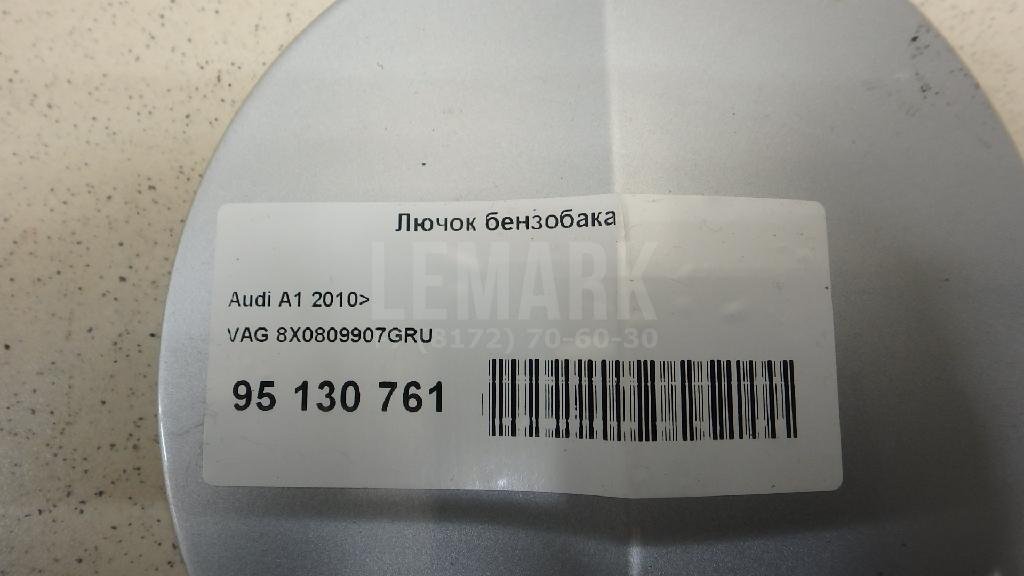 Лючок бензобака
LEMARK
Audi A1 2010>
VAG 8X0809907GRU
(8172) 70-60-30
95 130 761